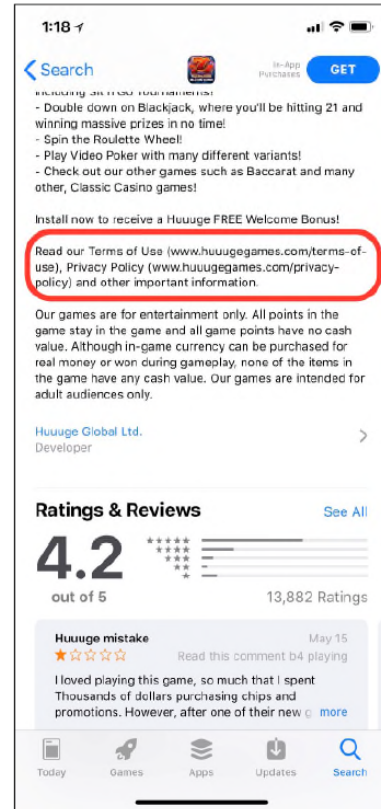 1:18
Search
In-App
Purchases
GET
including Sit n Go Tournaments!
- Double down on Blackjack, where you'll be hitting 21 and
winning massive prizes in no time!
- Spin the Roulette Wheel!
- Play Video Poker with many different variants!
- Check out our other games such as Baccarat and many
other, Classic Casino games!
Install now to receive a Huuuge FREE Welcome Bonus!
Read our Terms of Use (www.huuugegames.com/terms-of-
use), Privacy Policy (www.huuugegames.com/privacy-
policy) and other important information.
Our games are for entertainment only. All points in the
game stay in the game and all game points have no cash
value. Although in-game currency can be purchased for
real money or won during gameplay, none of the items in
the game have any cash value. Our games are intended for
adult audiences only.
Huuuge Global Ltd.
Developer
Ratings & Reviews
See All
4.2
out of 5
13,882 Ratings
Huuuge mistake
May 15
Read this comment b4 playing
I loved playing this game, so much that I spent
Thousands of dollars purchasing chips and
promotions. However, after one of their new g more
Today
Games
Apps
Updates
Search